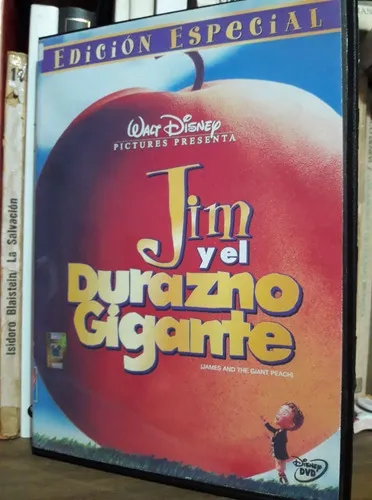 EDICIÓN ESPECIAL
WALT DISNEY
PICTURES PRESENTA
Jim
y el
Durazno
Gigante
(JAMES AND THE GIANT PEACH)
Disney
DVD
Isidoro Blaistein/ La Salvación